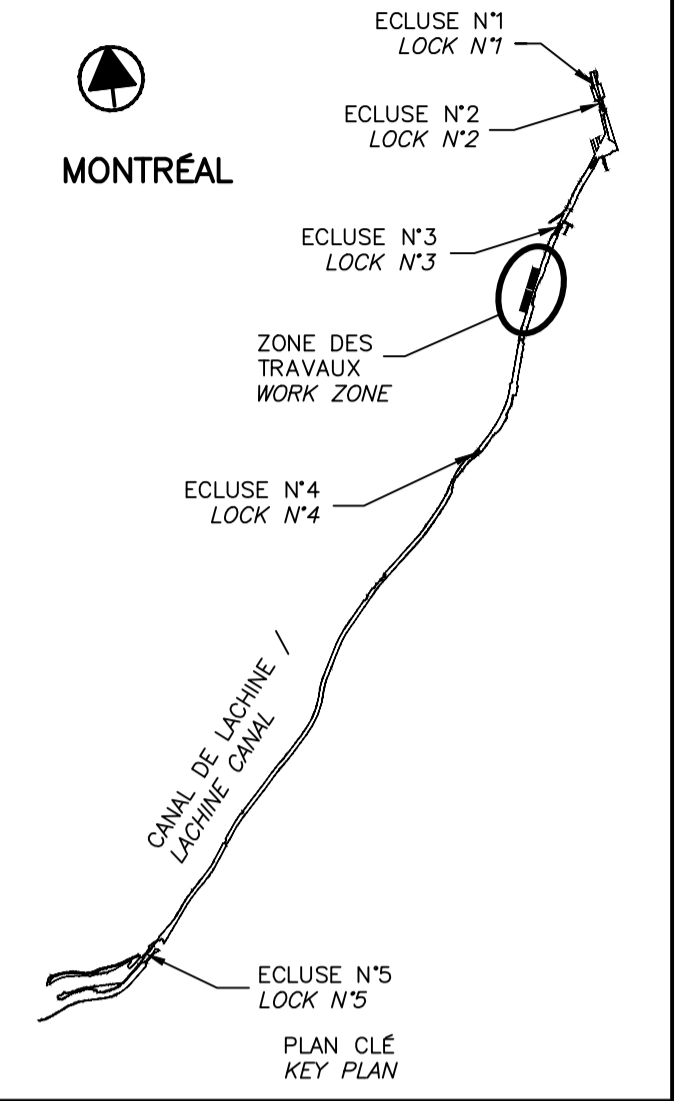 ECLUSE N°1
LOCK N°1
ECLUSE N°2
LOCK N°2
MONTRÉAL
ECLUSE N°3
LOCK N°3
ZONE DES
TRAVAUX
WORK ZONE
ECLUSE N°4
LOCK N°4
CANAL DE LACHINE /
LACHINE CANAL
ECLUSE N°5
LOCK N°5
PLAN CLÉ
KEY PLAN